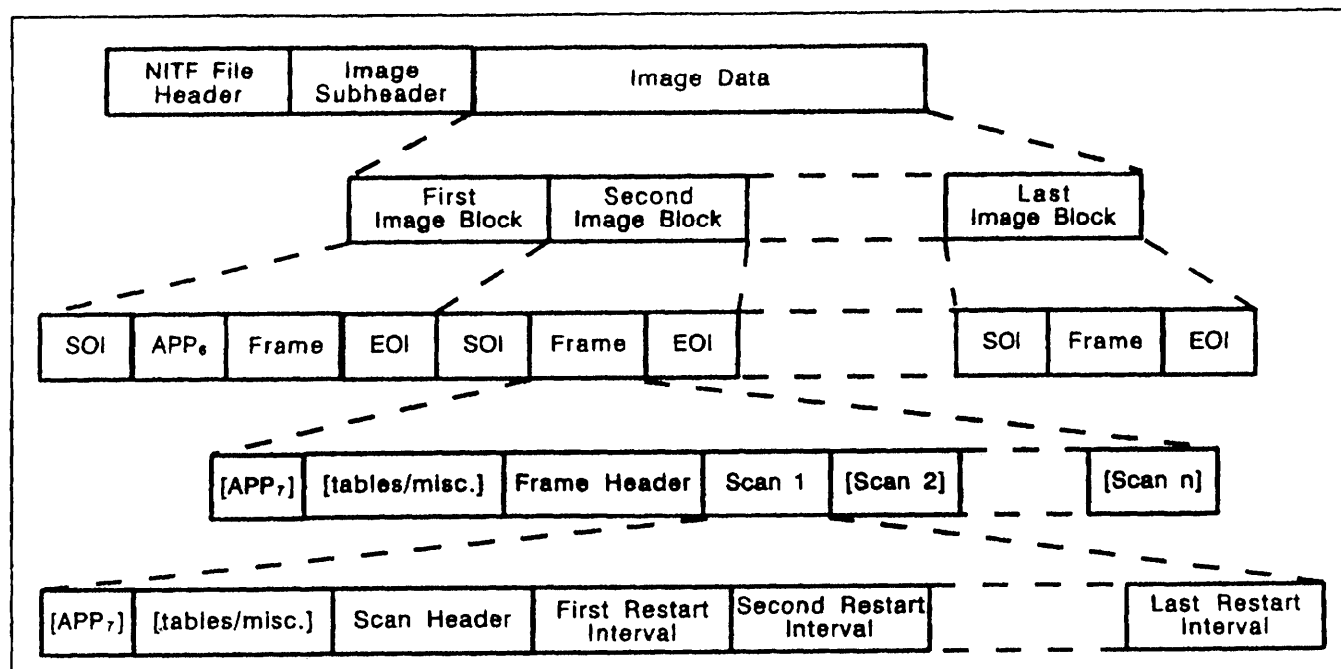 NITF File Header
Image Subheader
Image Data
First Image Block
Second Image Block
Last Image Block
SOI
APP₆
Frame
EOI
SOI
Frame
EOI
SOI
Frame
EOI
[APP₇]
[tables/misc.]
Frame Header
Scan 1
[Scan 2]
[Scan n]
[APP₇]
[tables/misc.]
Scan Header
First Restart Interval
Second Restart Interval
Last Restart Interval